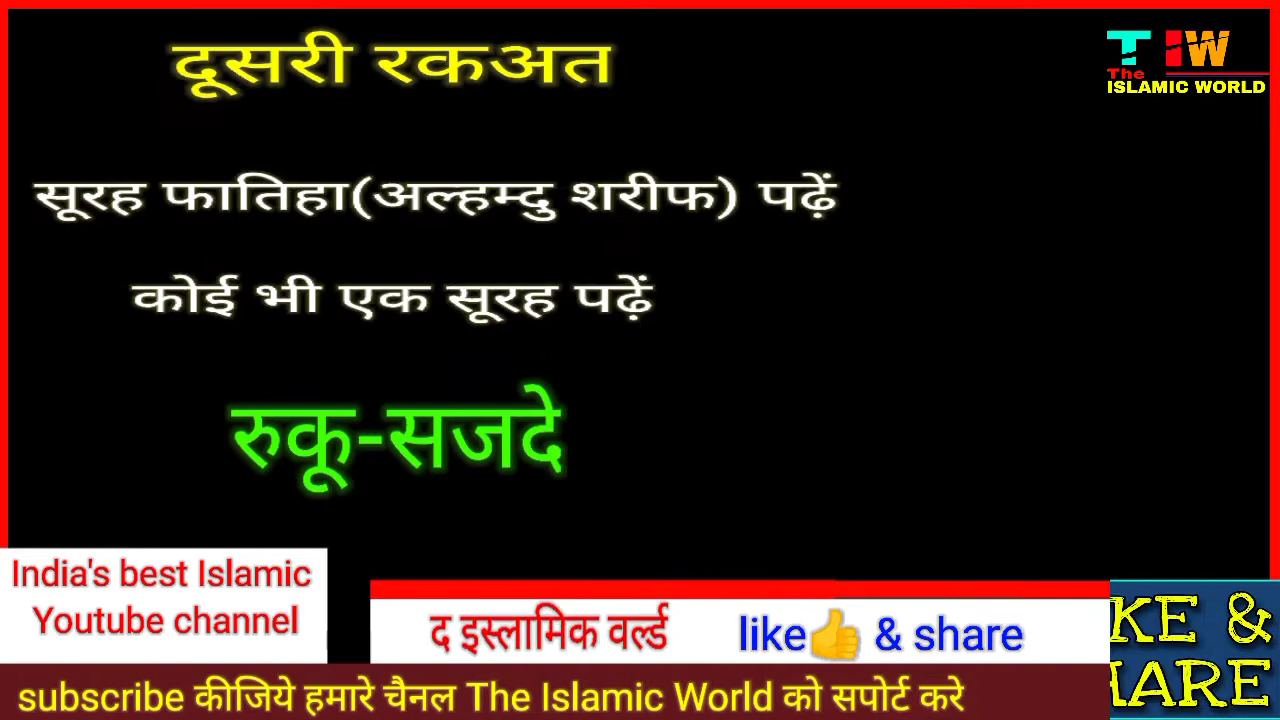 दूसरी रकअत
TIW
The
ISLAMIC WORLD
सूरह फातिहा(अल्हम्दु शरीफ) पढ़ें
कोई भी एक सूरह पढ़ें
रुकू-सजदे
India's best Islamic
Youtube channel
द इस्लामिक वर्ल्ड like👍 & share
KE &
ARE
subscribe कीजिये हमारे चैनल The Islamic World को सपोर्ट करे